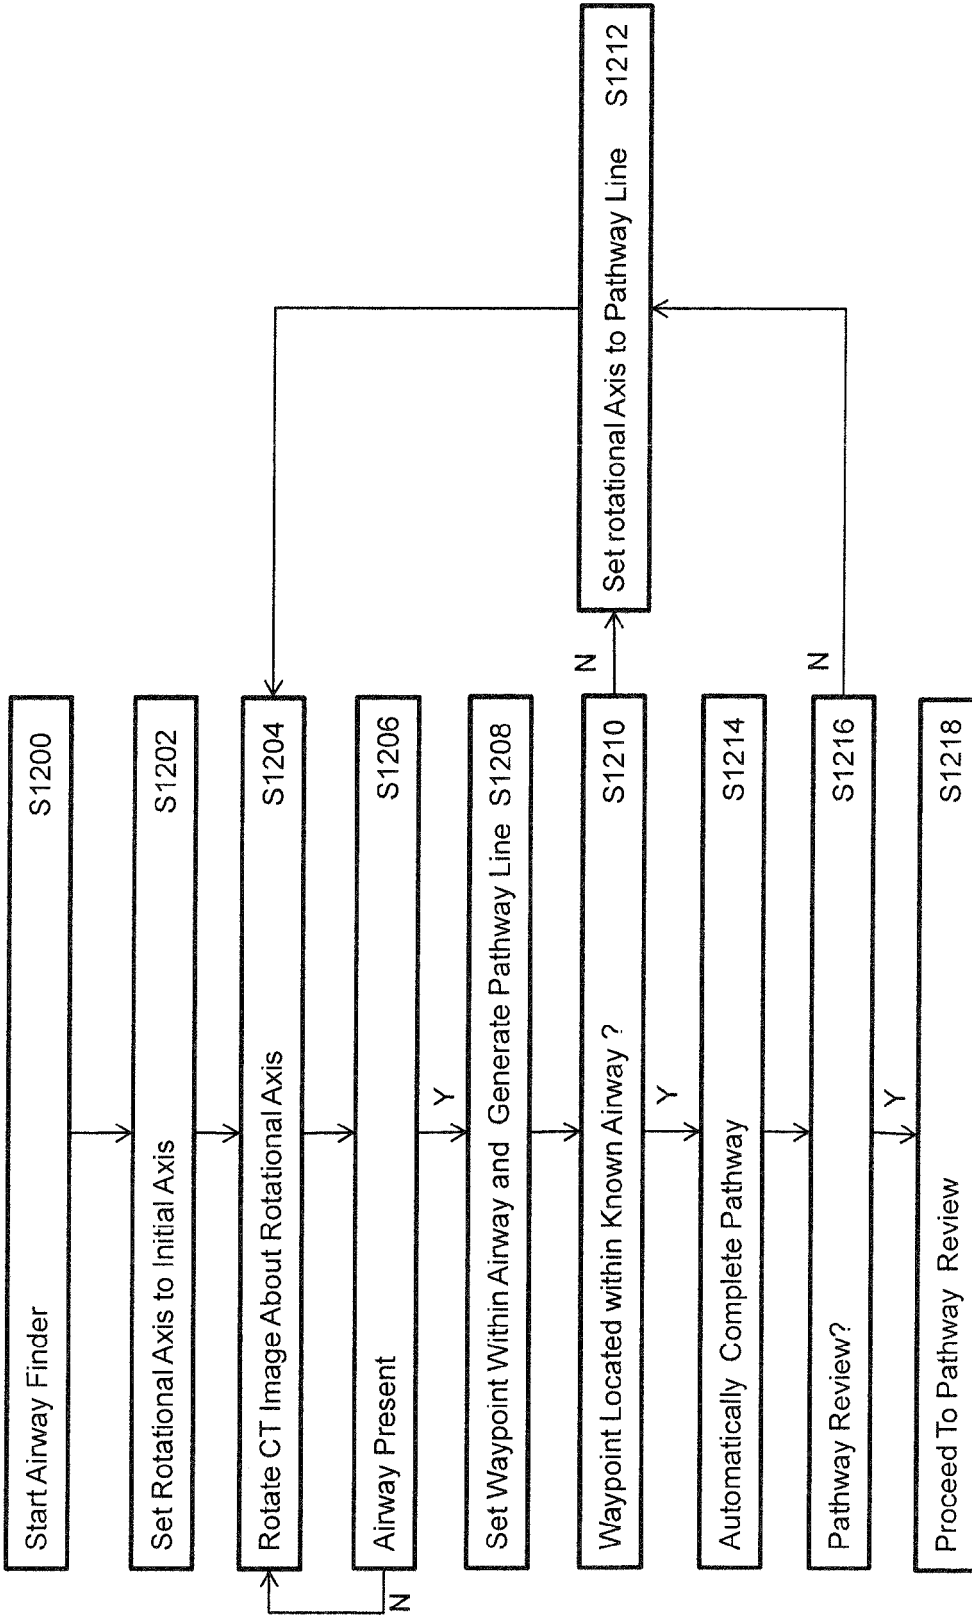 Start Airway Finder S1200
Set Rotational Axis to Initial Axis S1202
Rotate CT Image About Rotational Axis S1204
Airway Present S1206
N
Y
Set Waypoint Within Airway and Generate Pathway Line S1208
Waypoint Located within Known Airway ? S1210
N
Set rotational Axis to Pathway Line S1212
Y
Automatically Complete Pathway S1214
Pathway Review? S1216
N
Y
Proceed To Pathway Review S1218